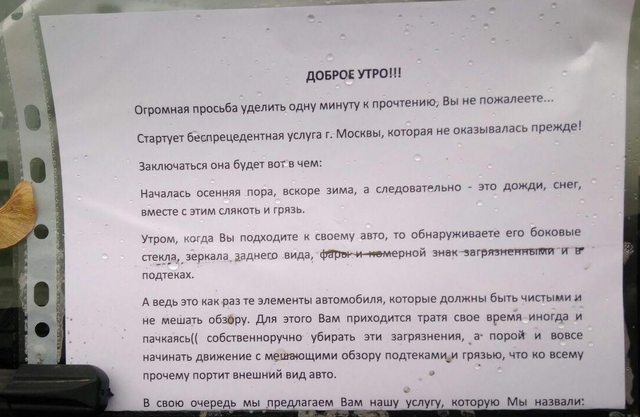 ДОБРОЕ УТРО!!!
Огромная просьба уделить одну минуту к прочтению, Вы не пожалеете...
Стартует беспрецедентная услуга г. Москвы, которая не оказывалась прежде!
Заключаться она будет вот в чем:
Началась осенняя пора, вскоре зима, а следовательно - это дожди, снег,
вместе с этим слякоть и грязь.
Утром, когда Вы подходите к своему авто, то обнаруживаете его боковые
стекла, зеркала заднего вида, фары и номерной знак загрязненными и в
подтеках.
А ведь это как раз те элементы автомобиля, которые должны быть чистыми и
не мешать обзору. Для этого Вам приходится тратя свое время иногда и
пачкаясь(( собственноручно убирать эти загрязнения, а порой и вовсе
начинать движение с мешающими обзору подтеками и грязью, что ко всему
прочему портит внешний вид авто.
В свою очередь мы предлагаем Вам нашу услугу, которую Мы назвали: